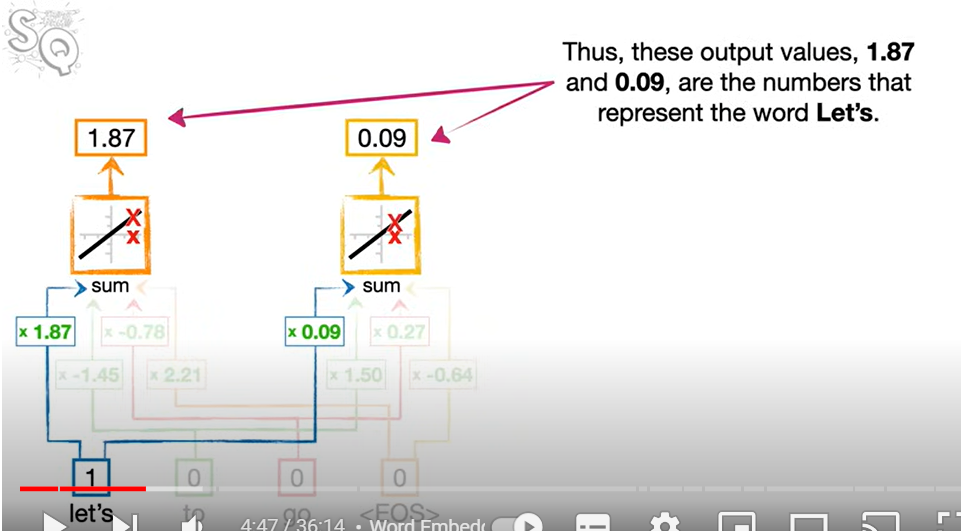 SQ
Thus, these output values, 1.87
and 0.09, are the numbers that
represent the word Let's.
1.87
0.09
X
X
X
X
sum
sum
x 1.87
x -0.78
x 0.09
x 0.27
x -1.45
x 2.21
x 1.50
x -0.64
1
0
0
0
let's
to
go
<EOS>
4:47 / 36:14 • Word Embed